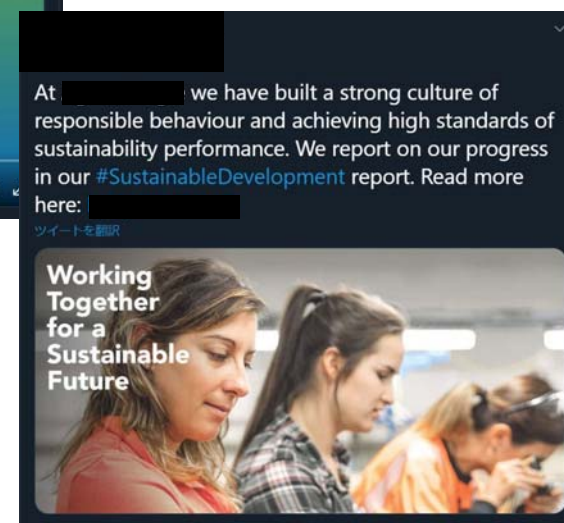 At we have built a strong culture of
responsible behaviour and achieving high standards of
sustainability performance. We report on our progress
in our #SustainableDevelopment report. Read more
here:
ツイートを翻訳
Working
Together
for a
Sustainable
Future